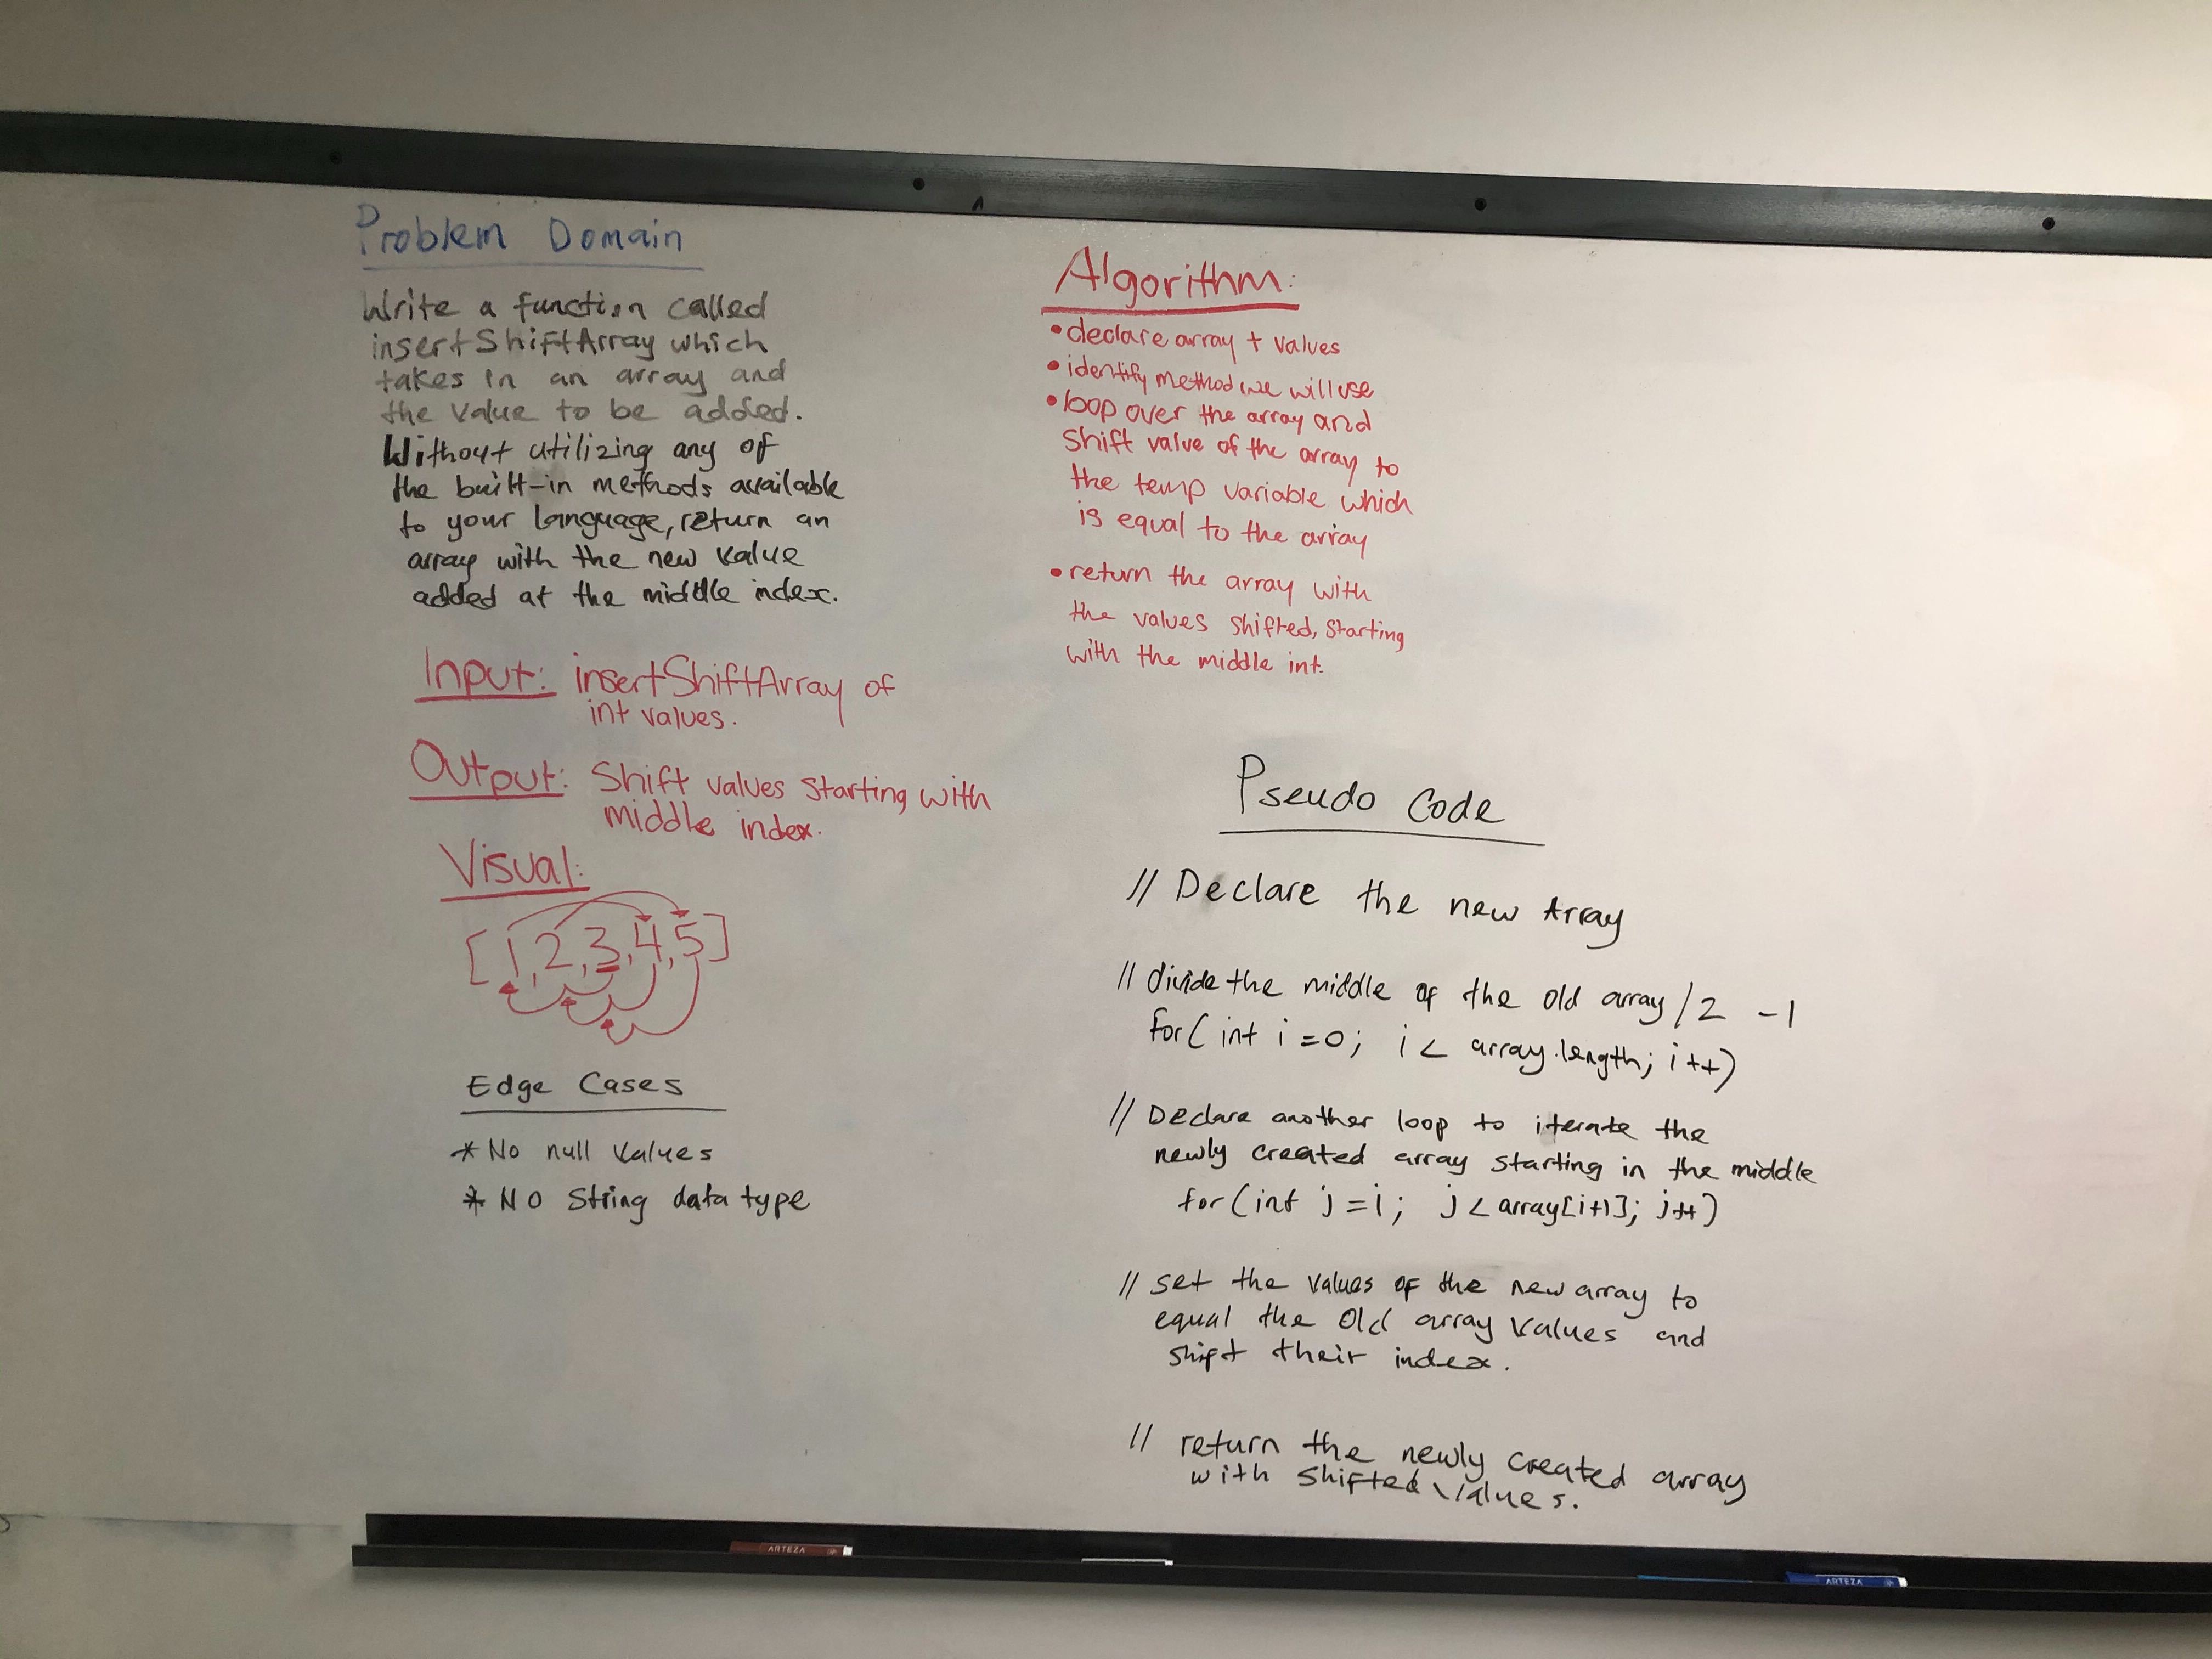 Problem Domain
Write a function called
insertShiftArray which
takes in an array and
the value to be added.
Without utilizing any of
the built-in methods available
to your language, return an
array with the new value
added at the middle index.
Input: insertShiftArray of
int values.
Output: Shift values starting with
middle index.
Visual:
[1,2,3,4,5]
Edge Cases
* No null values
* No String data type
Algorithm:
• declare array + values
• identify method we will use
• loop over the array and
shift value of the array to
the temp variable which
is equal to the array
• return the array with
the values shifted, starting
with the middle int.
Pseudo Code
// Declare the new Array
// divide the middle of the old array /2 -1
for( int i =0; i < array.length; i++)
// Declare another loop to iterate the
newly created array starting in the middle
for (int j =i; j < array[i+1]; j++)
// set the values of the new array to
equal the old array values and
shift their index.
// return the newly created array
with shifted values.
ARTEZA
ARTEZA